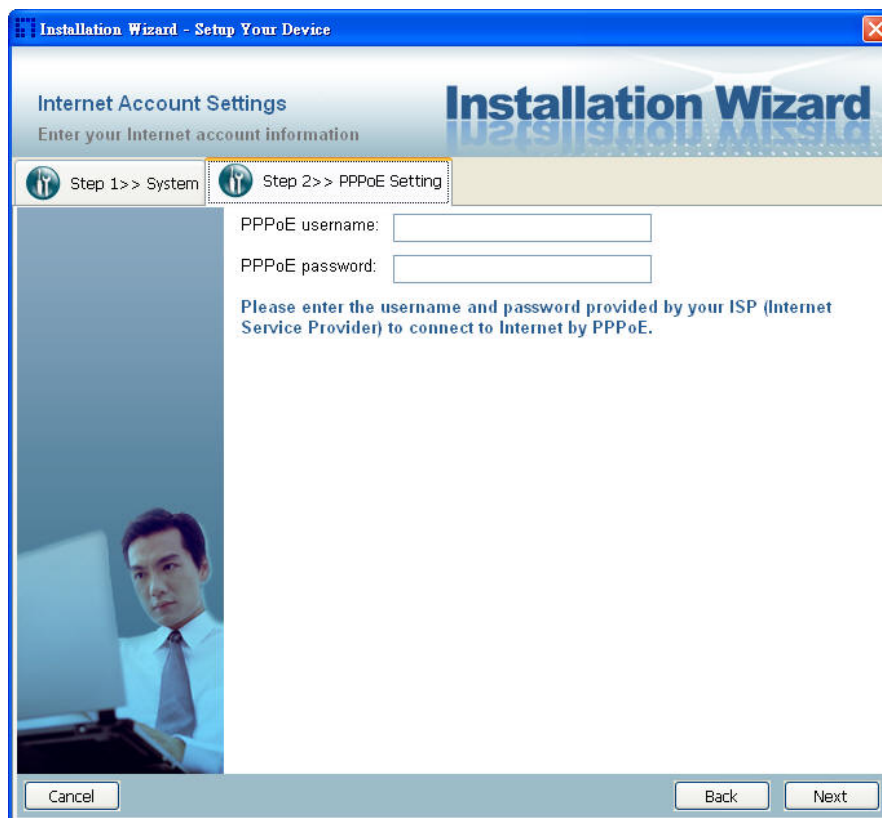 Installation Wizard - Setup Your Device
Internet Account Settings
Enter your Internet account information
Installation Wizard
Step 1>> System
Step 2>> PPPoE Setting
PPPoE username:
PPPoE password:
Please enter the username and password provided by your ISP (Internet
Service Provider) to connect to Internet by PPPoE.
Cancel
Back
Next